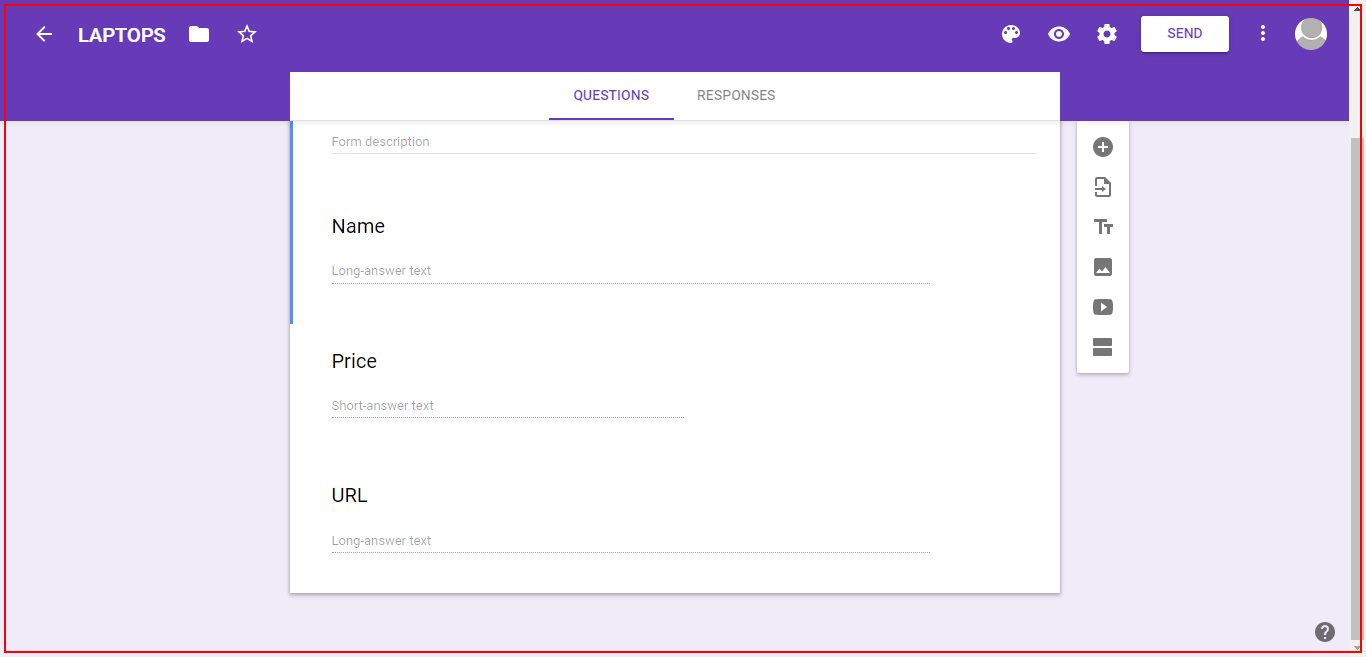 LAPTOPS
SEND
QUESTIONS
RESPONSES
Form description
Name
Long-answer text
Price
Short-answer text
URL
Long-answer text